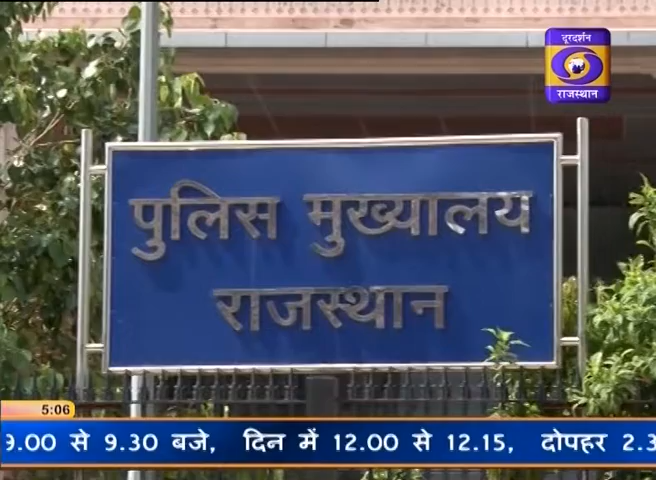 दूरदर्शन
राजस्थान
पुलिस मुख्यालय
राजस्थान
5:06
9.00 से 9.30 बजे, दिन में 12.00 से 12.15, दोपहर 2.3